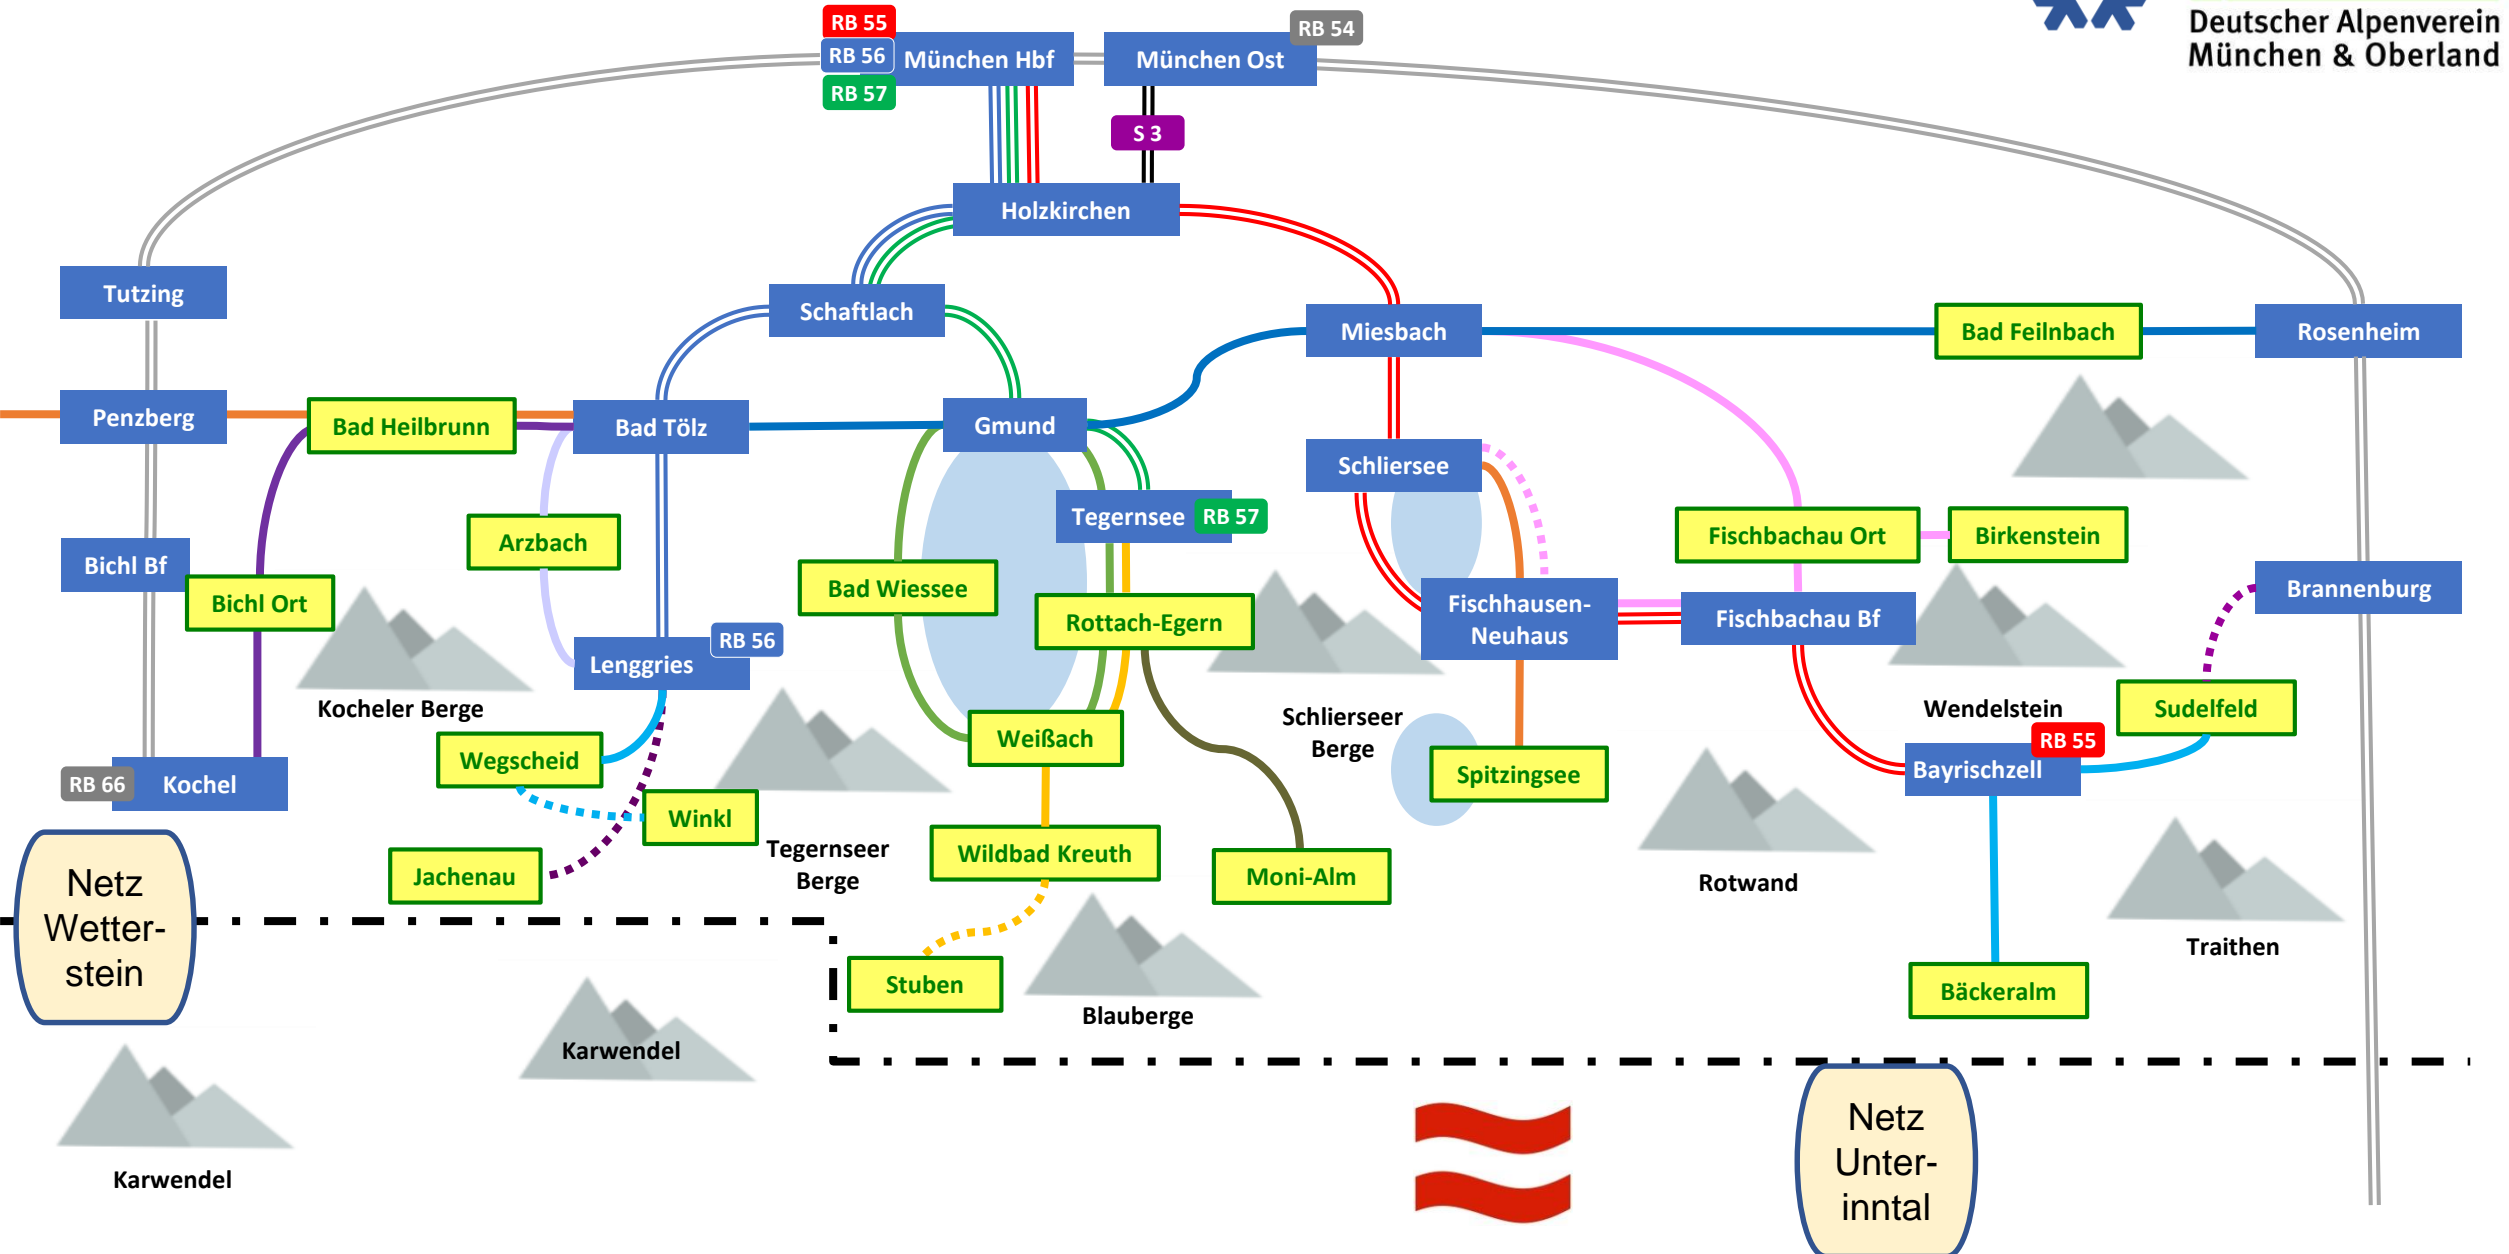 RB 55
RB 54
Deutscher Alpenverein
München & Oberland
RB 56
München Hbf
München Ost
RB 57
S 3
Holzkirchen
Tutzing
Schaftlach
Miesbach
Bad Feilnbach
Rosenheim
Penzberg
Bad Heilbrunn
Bad Tölz
Gmund
Schliersee
Tegernsee
RB 57
Arzbach
Fischbachau Ort
Birkenstein
Bichl Bf
Bichl Ort
Bad Wiessee
Rottach-Egern
Fischhausen-
Neuhaus
Fischbachau Bf
Brannenburg
RB 56
Lenggries
Kocheler Berge
Schlierseer
Berge
Wendelstein
Sudelfeld
Weißach
RB 55
Wegscheid
Spitzingsee
Bayrischzell
RB 66
Kochel
Winkl
Tegernseer
Berge
Wildbad Kreuth
Jachenau
Moni-Alm
Rotwand
Netz
Wetter-
stein
Traithen
Stuben
Bäckeralm
Blauberge
Karwendel
Netz
Unter-
inntal
Karwendel